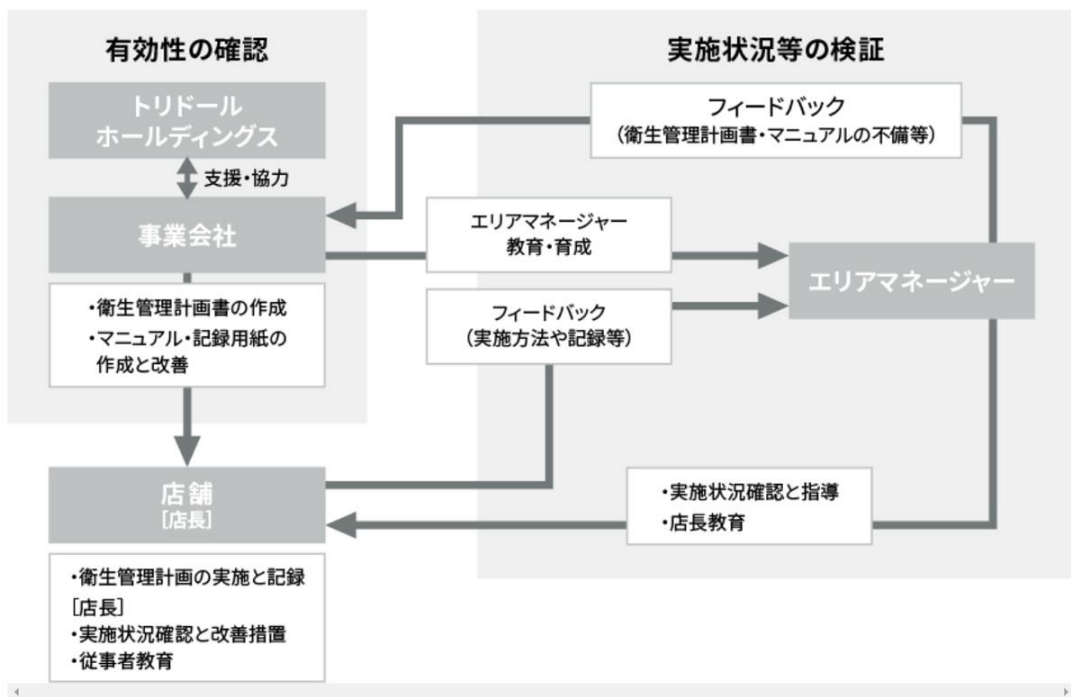 有効性の確認
トリドール
ホールディングス
支援・協力
事業会社
・衛生管理計画書の作成
・マニュアル・記録用紙の
作成と改善
店舗
[店長]
・衛生管理計画の実施と記録
[店長]
・実施状況確認と改善措置
・従事者教育
実施状況等の検証
フィードバック
(衛生管理計画書・マニュアルの不備等)
エリアマネージャー
教育・育成
フィードバック
(実施方法や記録等)
エリアマネージャー
・実施状況確認と指導
・店長教育